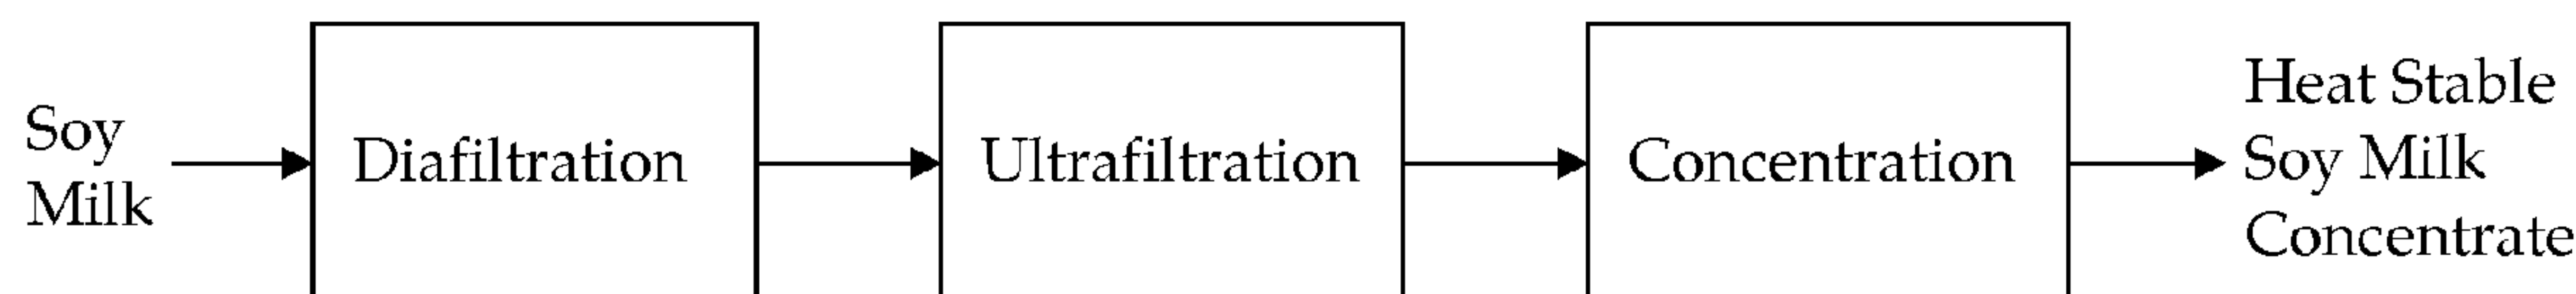 Soy
Milk
Diafiltration
Ultrafiltration
Concentration
Heat Stable
Soy Milk
Concentrate